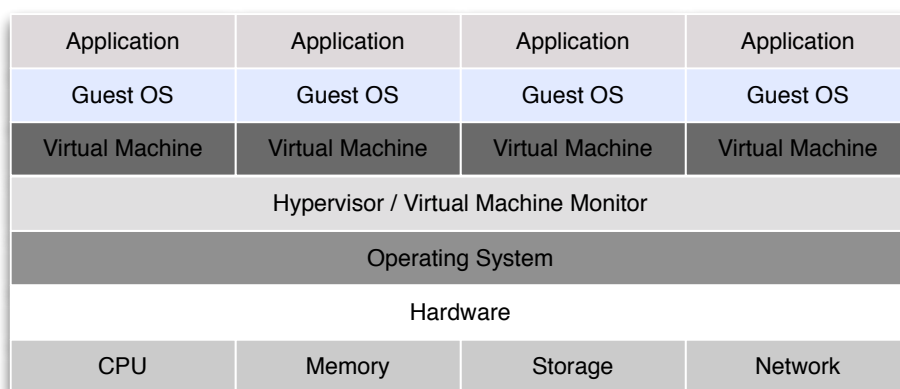 Application Application Application Application
Guest OS Guest OS Guest OS Guest OS
Virtual Machine Virtual Machine Virtual Machine Virtual Machine
Hypervisor / Virtual Machine Monitor
Operating System
Hardware
CPU Memory Storage Network